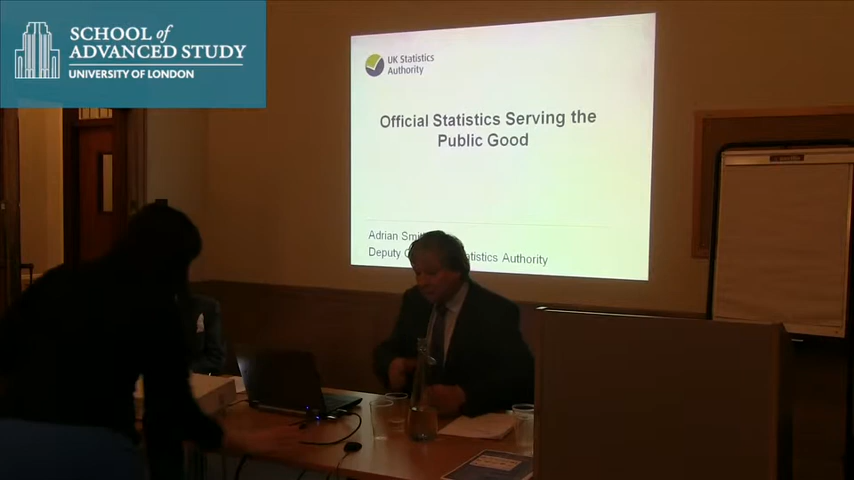 SCHOOL of
ADVANCED STUDY
UNIVERSITY OF LONDON
UK Statistics
Authority
Official Statistics Serving the
Public Good
Adrian
Deputy
Authority